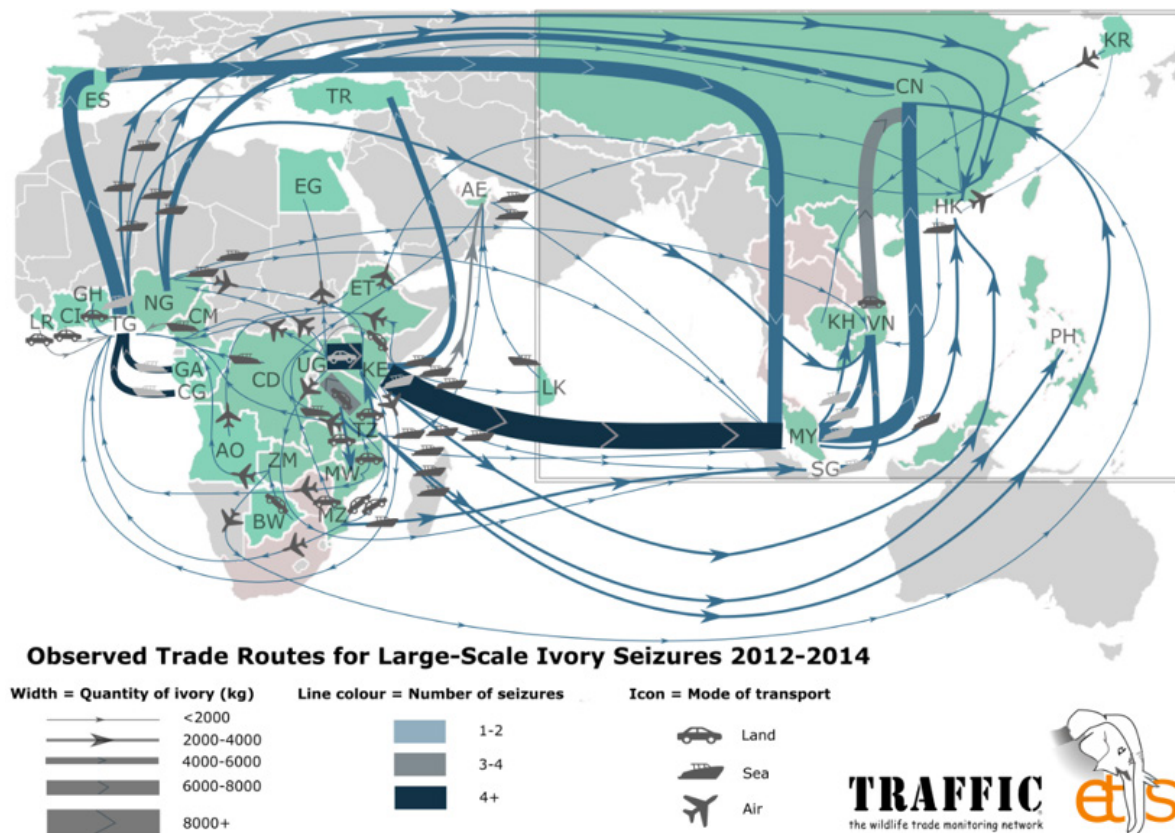 KR
CN
ES
TR
EG
AE
HK
GH
NG
ET
CI
CM
LR
TG
KH
VN
PH
UG
KE
GA
CD
LK
CG
TZ
MY
AO
ZM
MW
SG
BW
MZ
Observed Trade Routes for Large-Scale Ivory Seizures 2012-2014
Width = Quantity of ivory (kg)
Line colour = Number of seizures
Icon = Mode of transport
<2000
2000-4000
4000-6000
6000-8000
8000+
1-2
3-4
4+
Land
Sea
Air
TRAFFIC
the wildlife trade monitoring network
etis